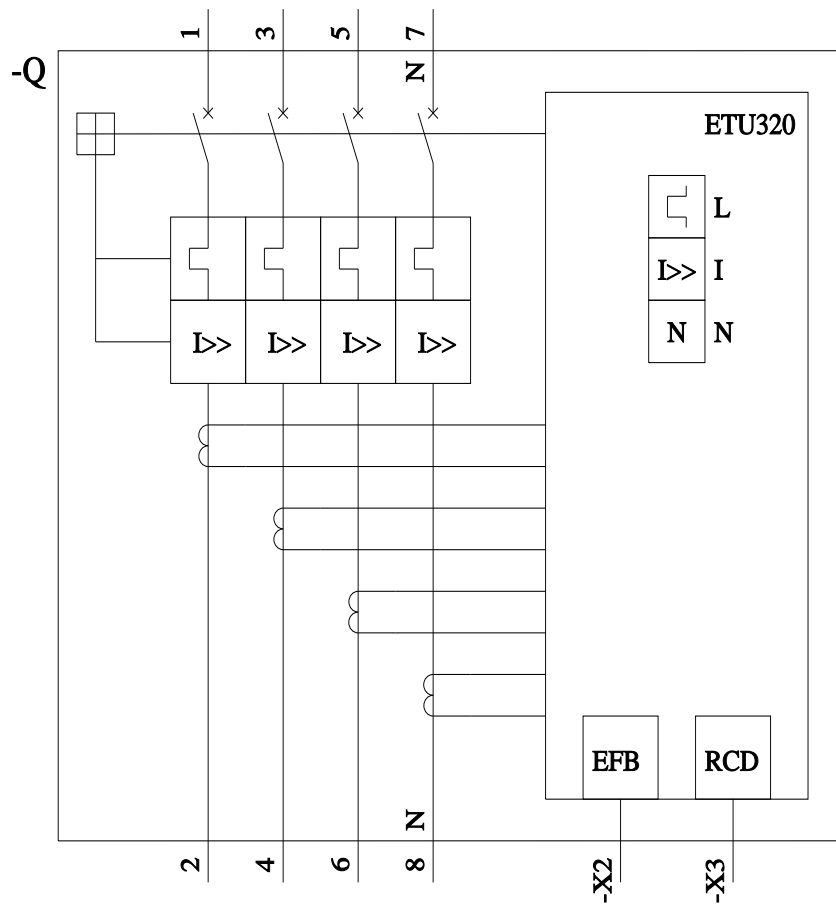 1 3 5 7
-Q
N
ETU320
L
I>> I
N N
I>> I>> I>> I>>
EFB RCD
N
2 4 6 8
-X2 -X3